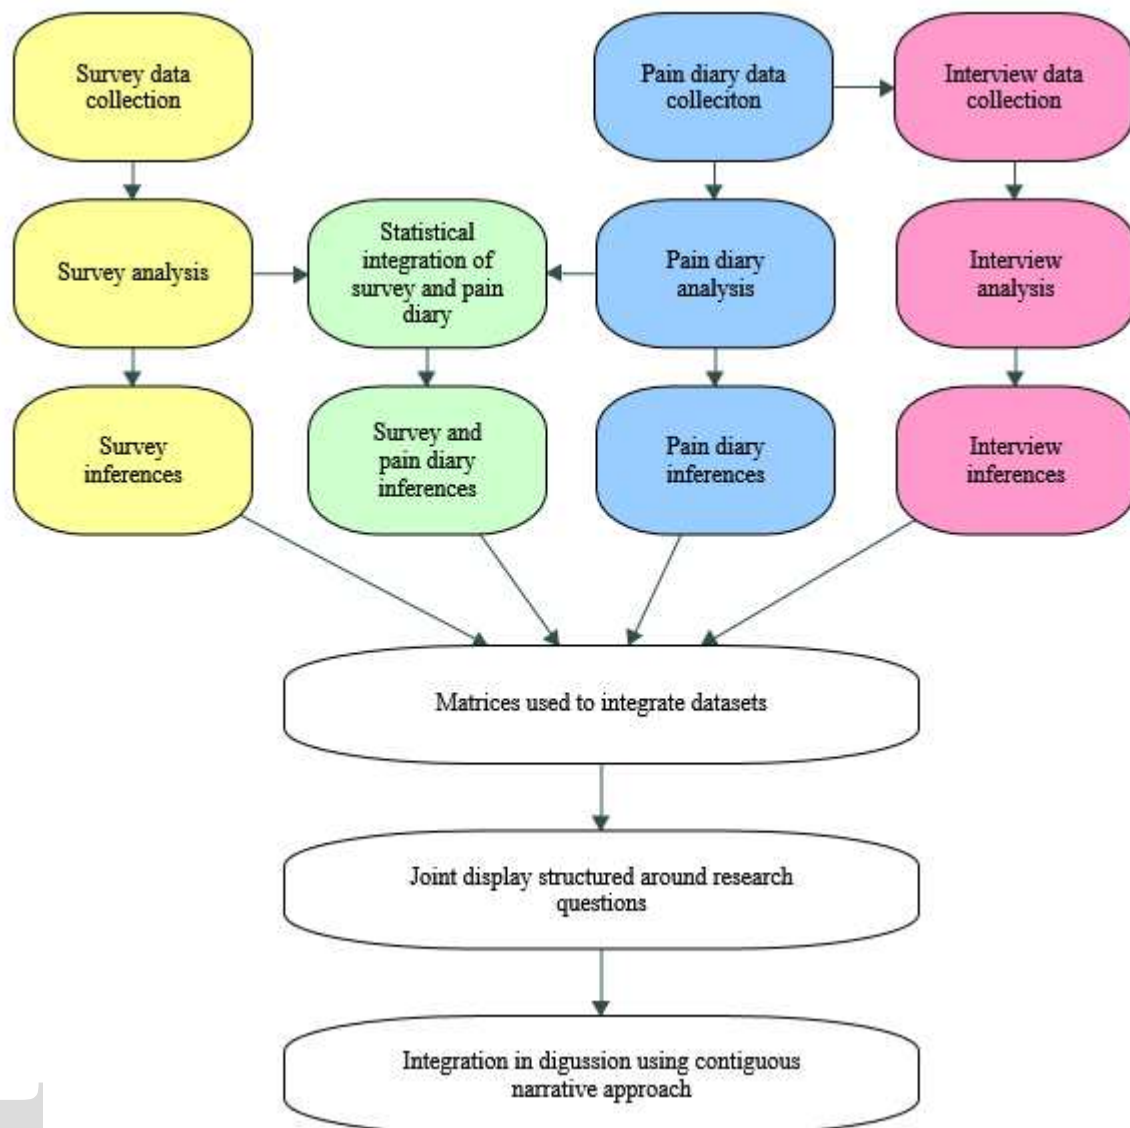 Survey data
collection
Pain diary data
colleciton
Interview data
collection
Survey analysis
Statistical
integration of
survey and pain
diary
Pain diary
analysis
Interview
analysis
Survey
inferences
Survey and
pain diary
inferences
Pain diary
inferences
Interview
inferences
Matrices used to integrate datasets
Joint display structured around research
questions
Integration in digussion using contiguous
narrative approach